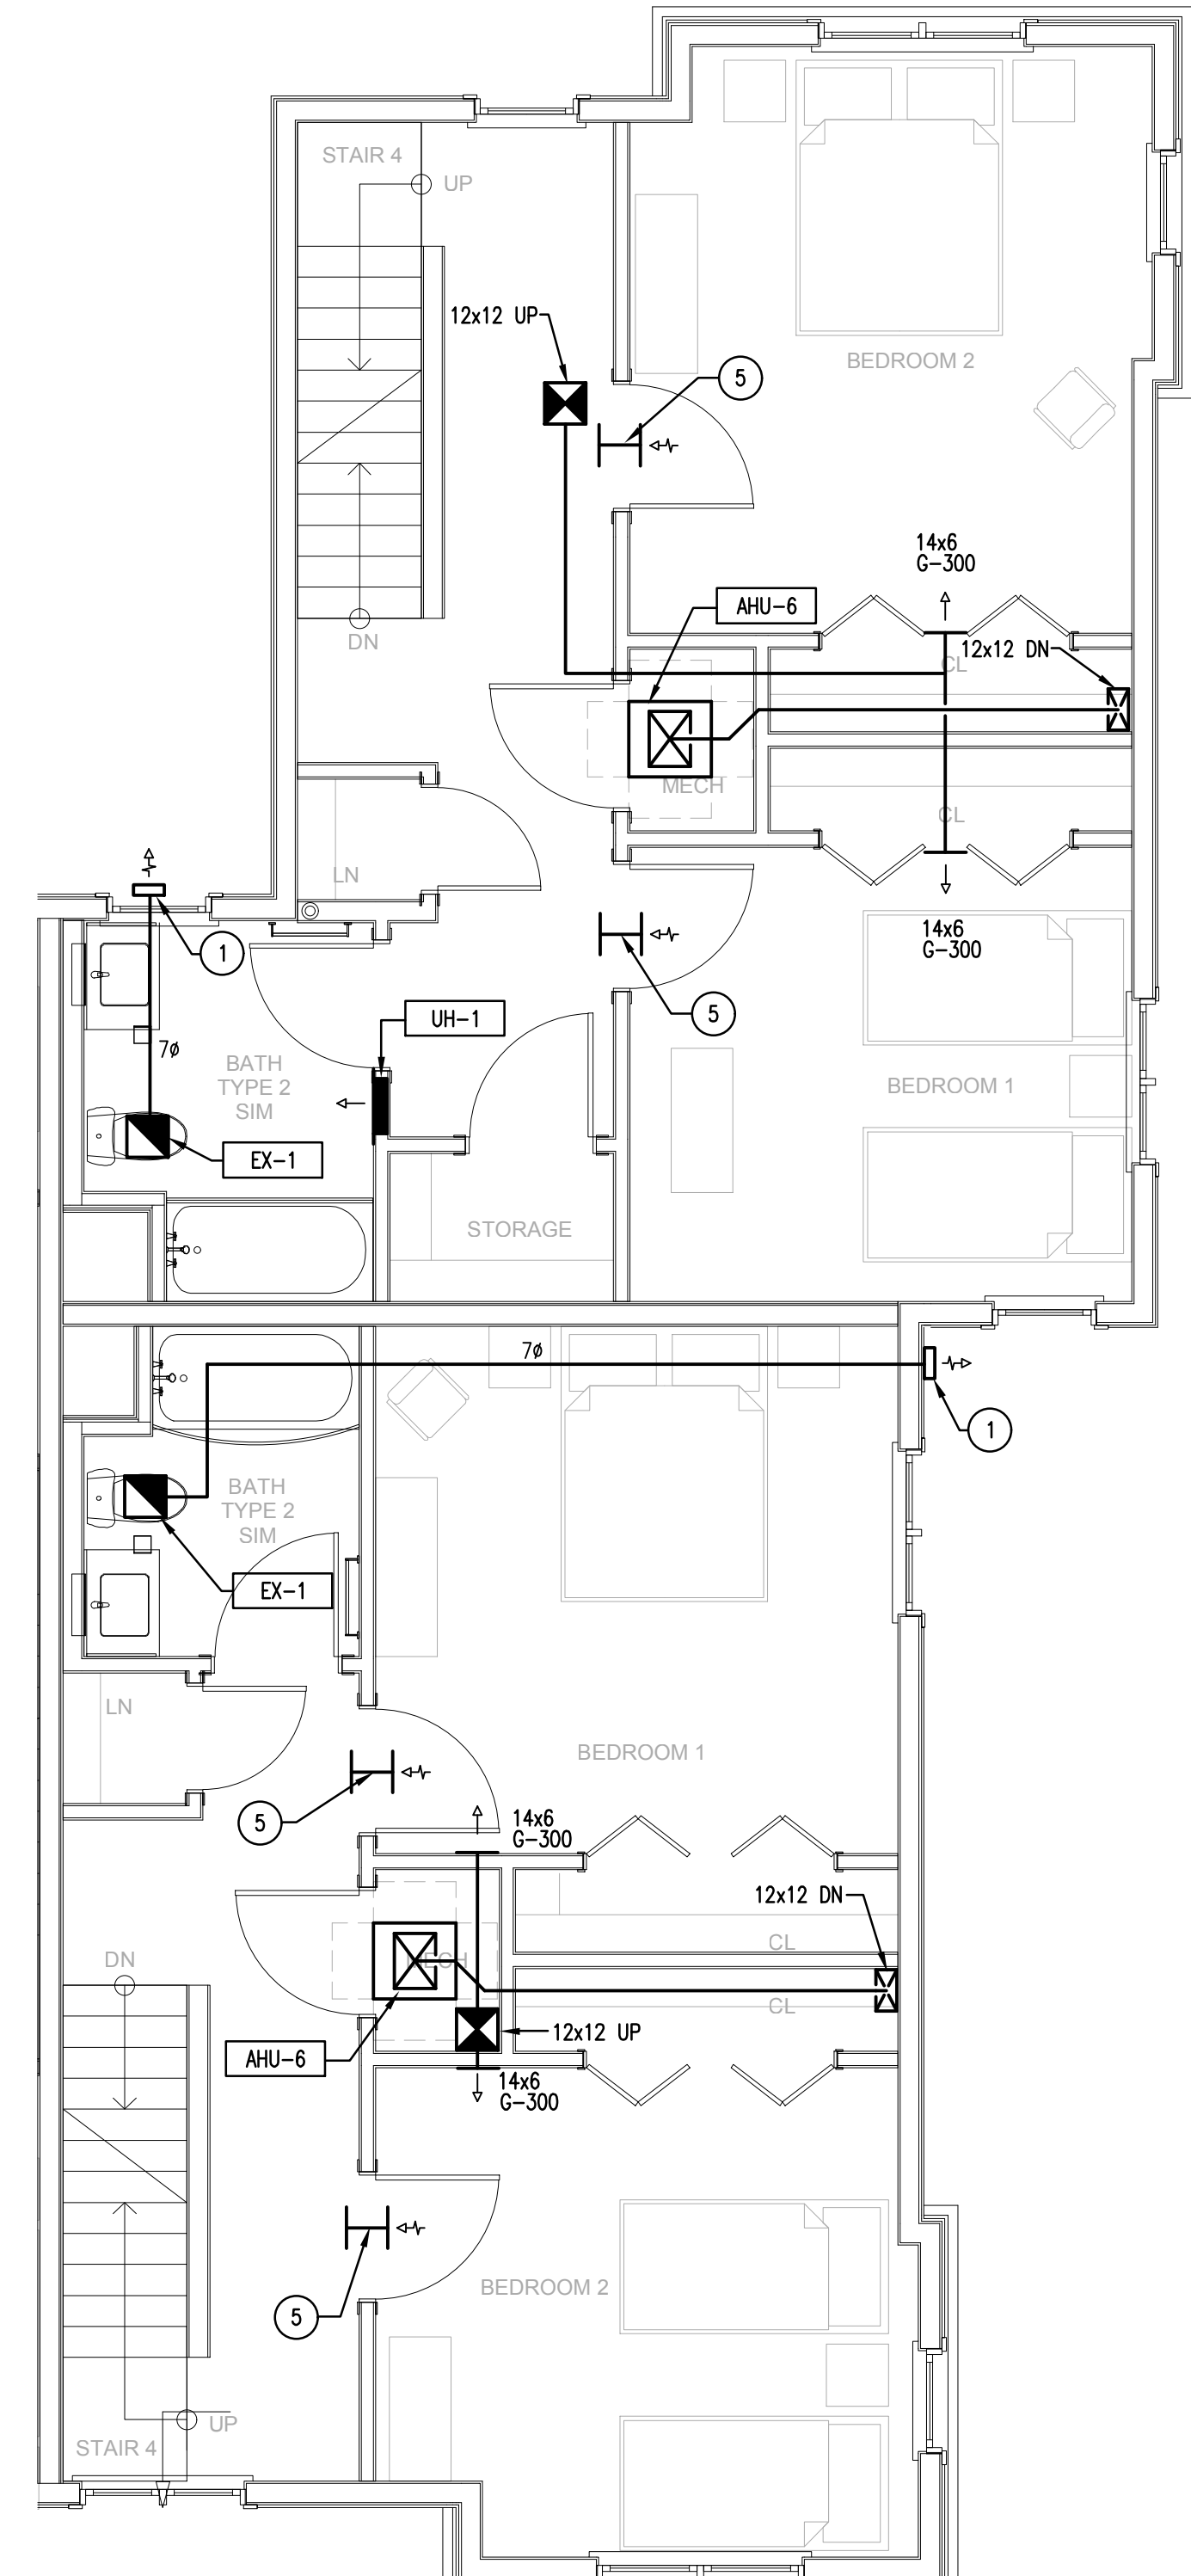 STAIR 4
UP
12x12 UP
5
BEDROOM 2
14x6
G-300
AHU-6
DN
12x12 DN
CL
MECH
CL
LN
1
14x6
G-300
5
UH-1
7ø
BATH
TYPE 2
SIM
BEDROOM 1
EX-1
STORAGE
7ø
1
BATH
TYPE 2
SIM
EX-1
LN
BEDROOM 1
5
14x6
G-300
12x12 DN
CL
DN
MECH
CL
12x12 UP
AHU-6
14x6
G-300
5
BEDROOM 2
UP
STAIR 4